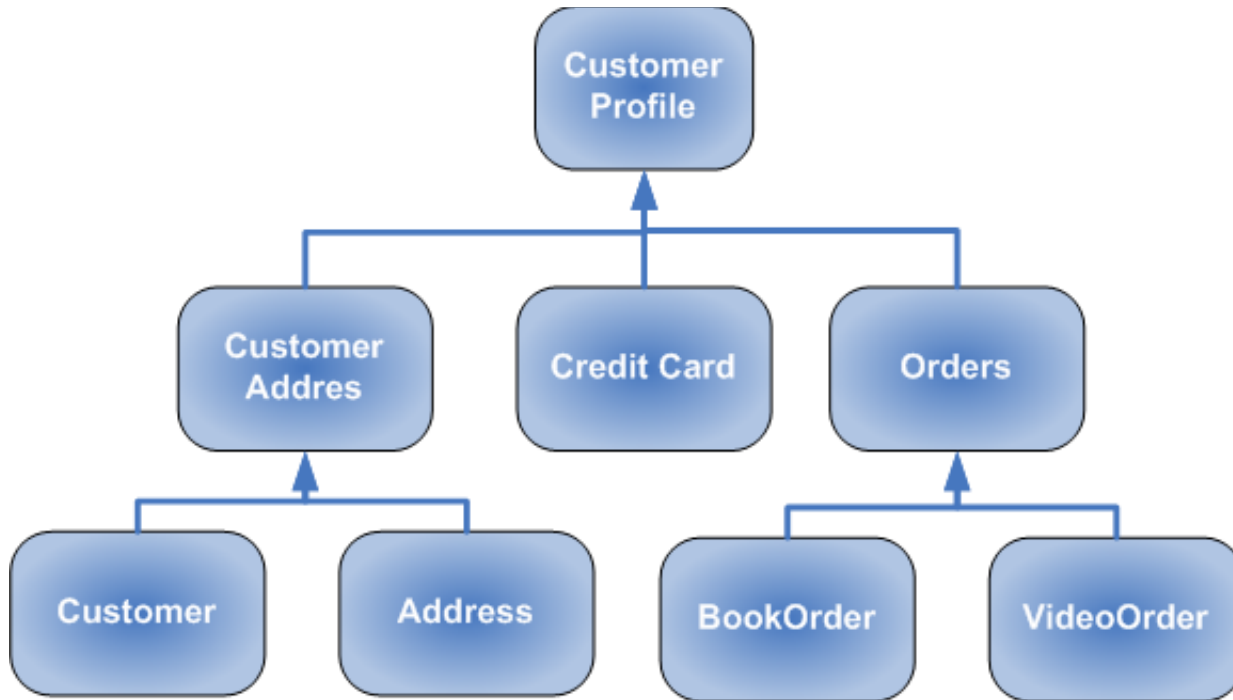 Customer
Profile
Customer
Addres
Credit Card
Orders
Customer
Address
BookOrder
VideoOrder